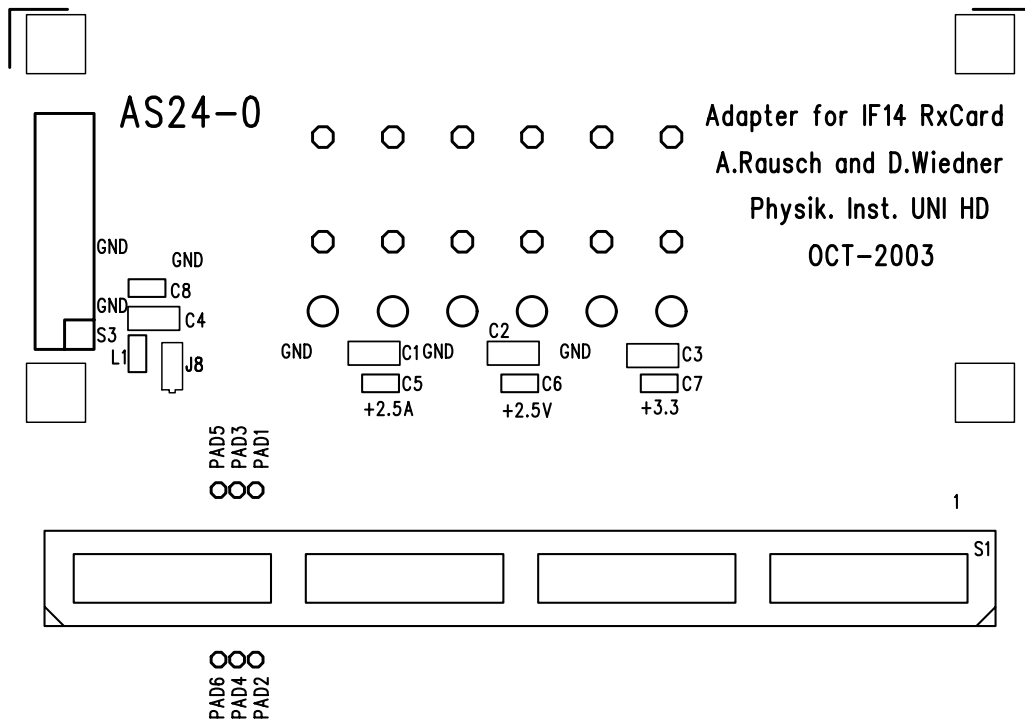 AS24-0
Adapter for IF14 RxCard
A.Rausch and D.Wiedner
Physik. Inst. UNI HD
OCT-2003
GND
GND
C8
GND
C4
S3
L1
J8
GND
C1
GND
C2
GND
C3
C5
C6
C7
+2.5A
+2.5V
+3.3
PAD5
PAD3
PAD1
1
S1
PAD6
PAD4
PAD2